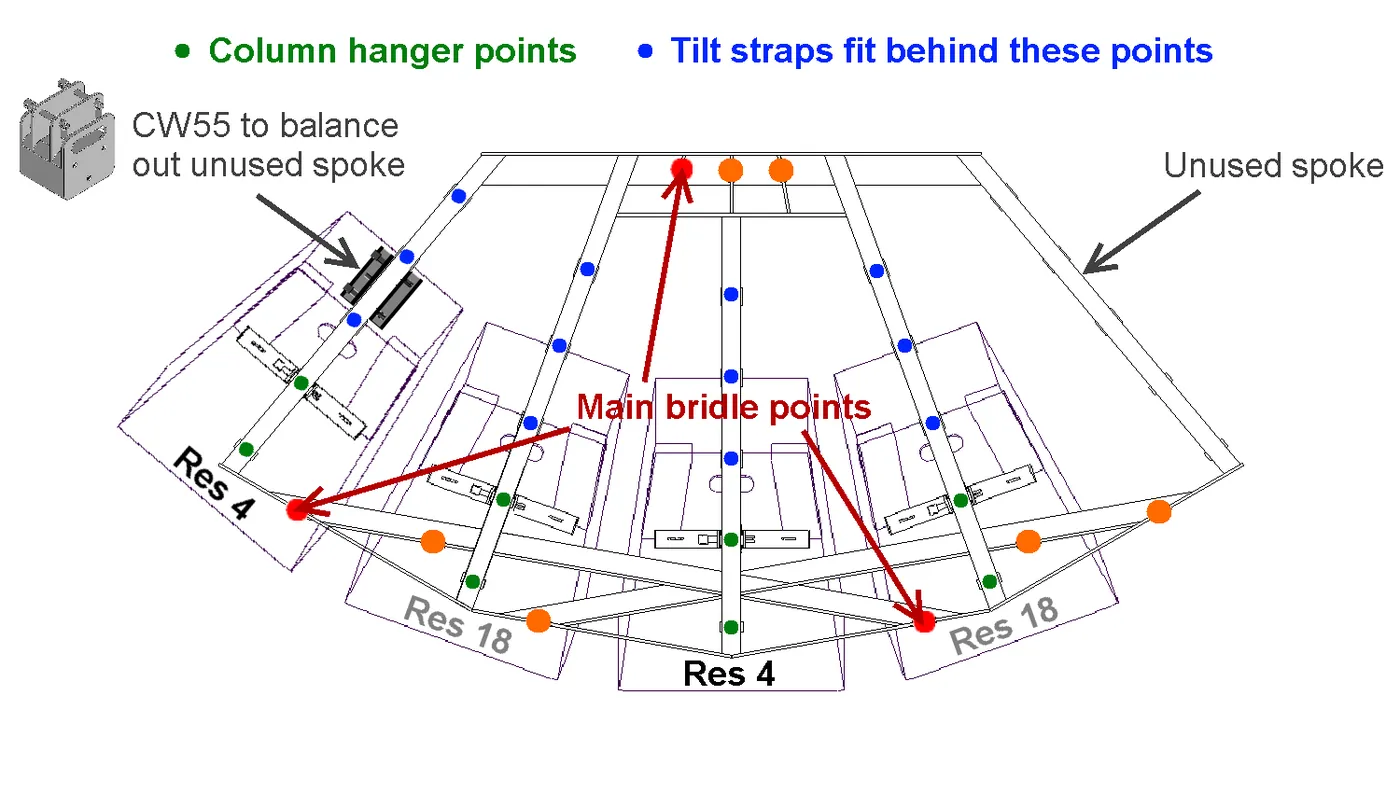 Column hanger points
Tilt straps fit behind these points
CW55 to balance
out unused spoke
Unused spoke
Main bridle points
Res 4
Res 18
Res 4
Res 18